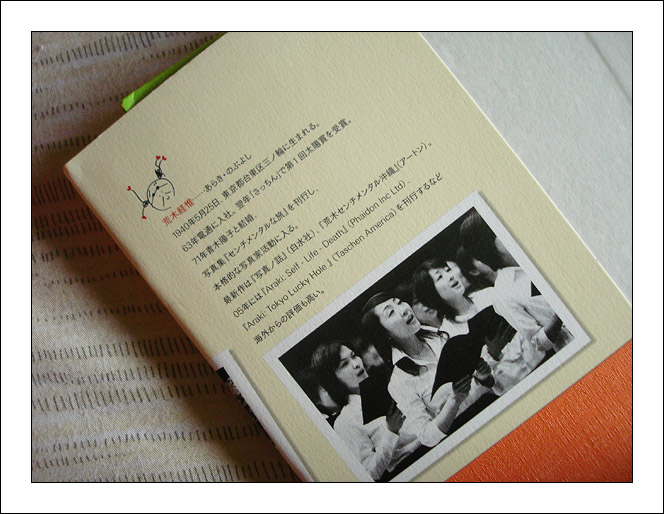 荒木経惟……あらき・のぶよし
1940年5月25日、東京都台東区三ノ輪に生まれる。
63年電通に入社。翌年『さっちん』で第1回太陽賞を受賞。
71年青木陽子と結婚、
写真集『センチメンタルな旅』を刊行し、
本格的な写真家活動に入る。
最新作は『写真ノ話』(白水社)、『荒木センチメンタル沖縄』(アートン)。
05年には『Araki: Self・Life・Death』(Phaidon Inc Ltd)、
『Araki: Tokyo Lucky Hole』(Taschen America)を刊行するなど
海外からの評価も高い。